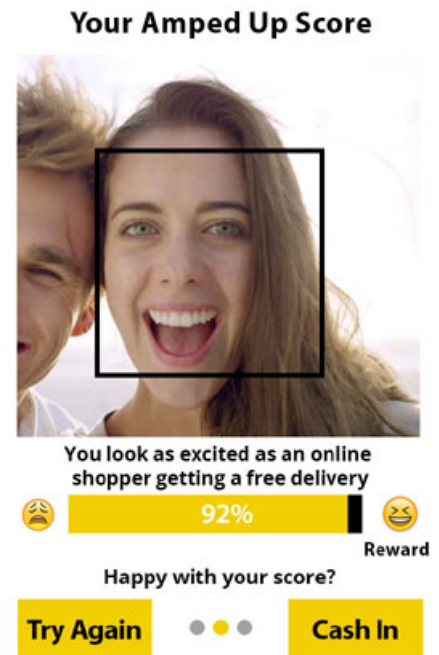 Your Amped Up Score
You look as excited as an online
shopper getting a free delivery
92%
Reward
Happy with your score?
Try Again
Cash In